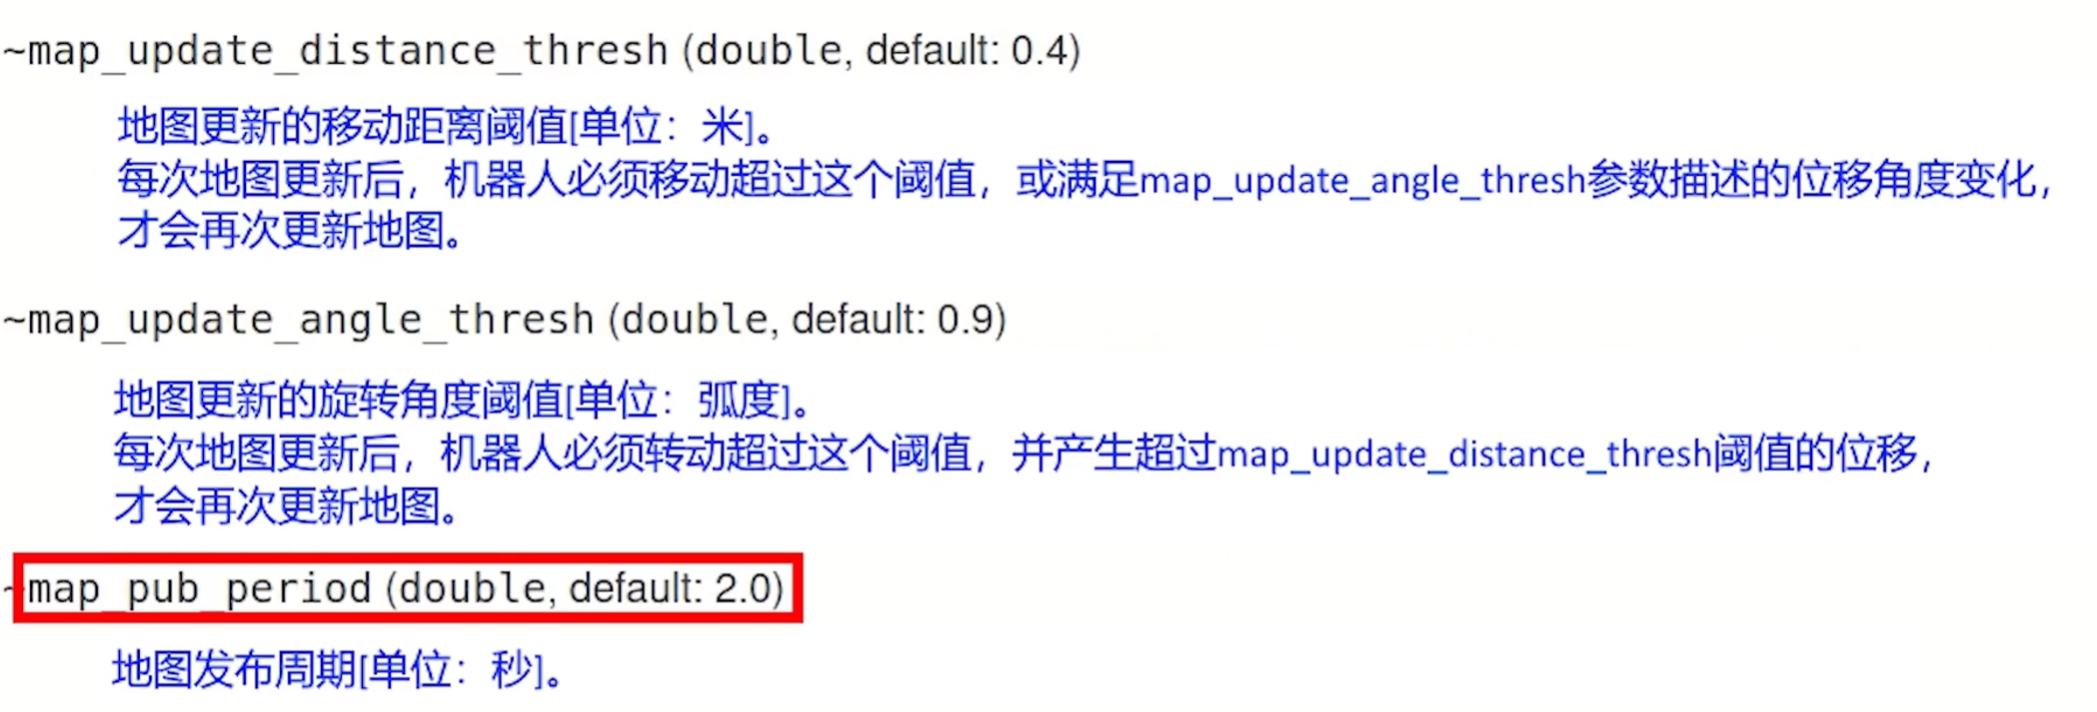 ~map_update_distance_thresh (double, default: 0.4)
地图更新的移动距离阈值[单位：米]。
每次地图更新后，机器人必须移动超过这个阈值，或满足map_update_angle_thresh参数描述的位移角度变化，
才会再次更新地图。
~map_update_angle_thresh (double, default: 0.9)
地图更新的旋转角度阈值[单位：弧度]。
每次地图更新后，机器人必须转动超过这个阈值，并产生超过map_update_distance_thresh阈值的位移，
才会再次更新地图。
~map_pub_period (double, default: 2.0)
地图发布周期[单位：秒]。